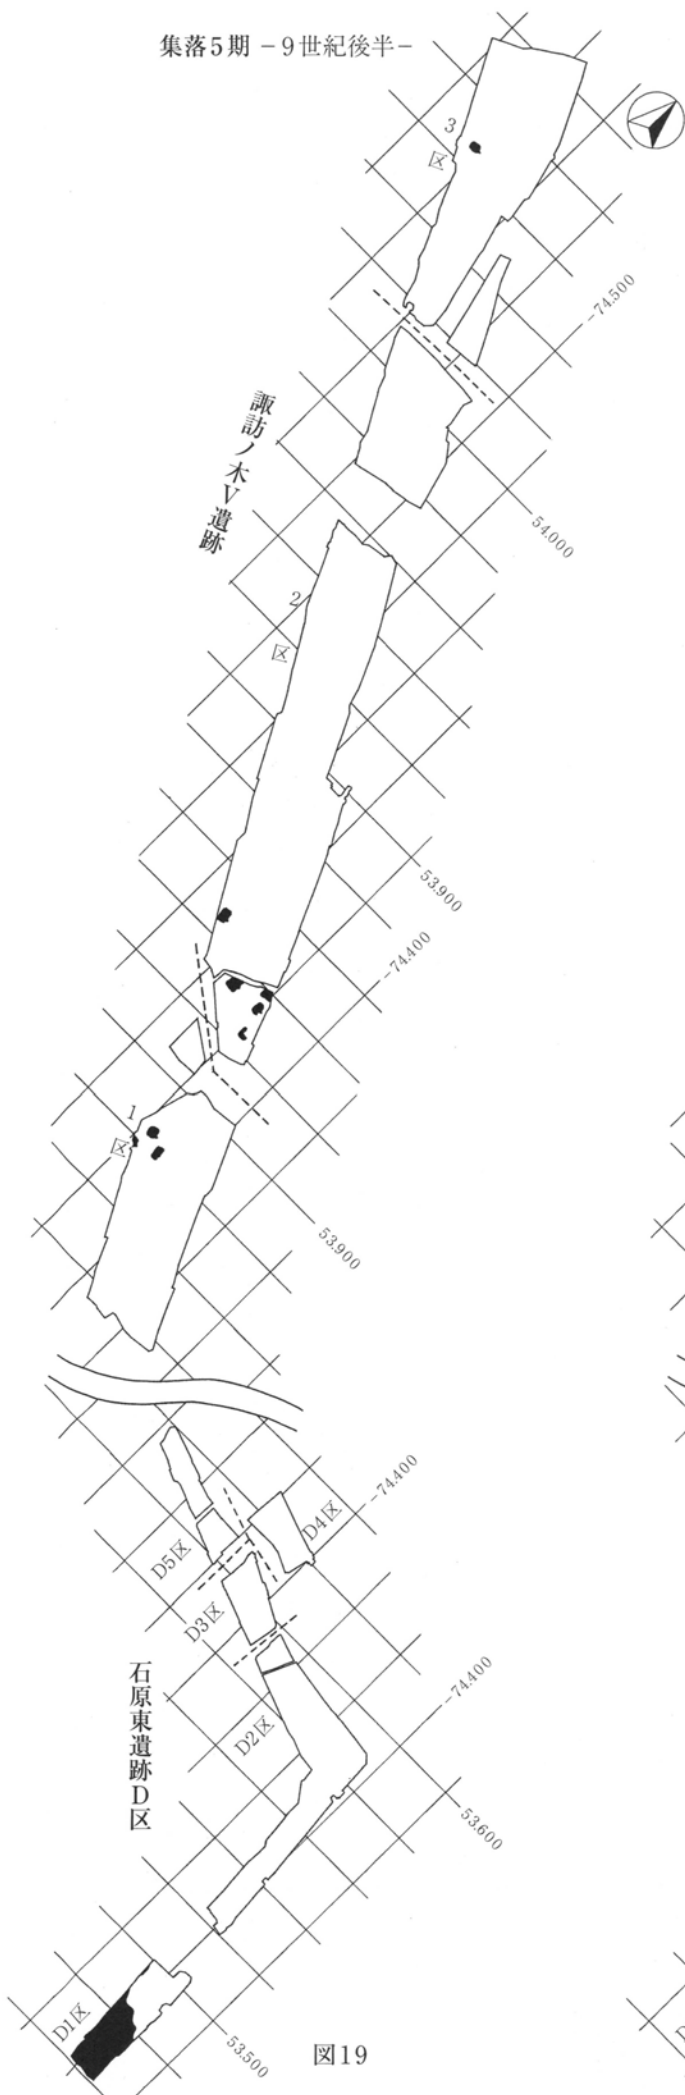 集落5期 －9世紀後半－
3区
-74.500
諏訪ノ木V遺跡
54.000
2区
53.900
-74.400
1区
53.900
-74.400
D4区
D5区
D3区
石原東遺跡D区
D2区
-74.400
53.600
D1区
53.500
図19